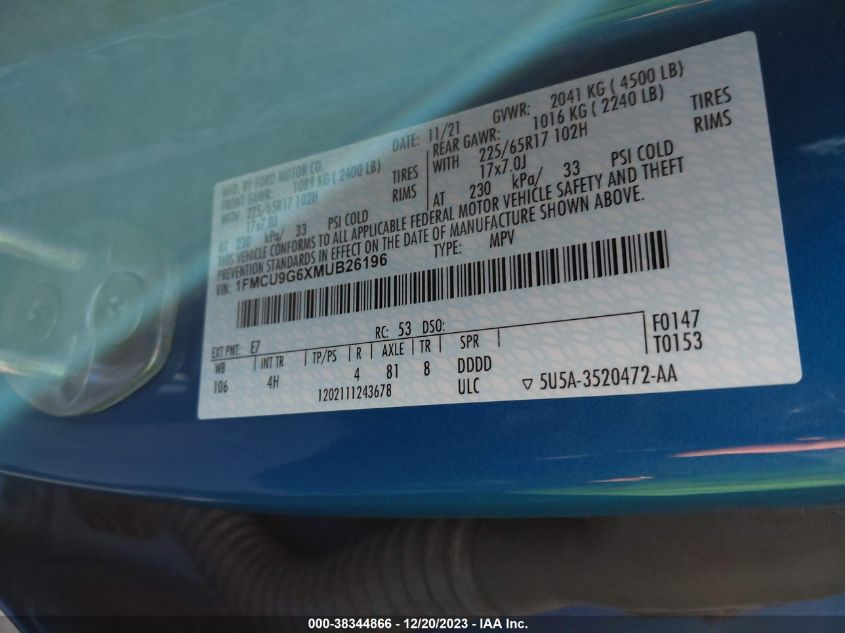 MFD. BY FORD MOTOR CO.
DATE: 11/21 GVWR: 2041 KG ( 4500 LB)
FRONT GAWR: 1089 KG ( 2400 LB)
REAR GAWR: 1016 KG ( 2240 LB)
WITH 225/65R17 102H TIRES
WITH 225/65R17 102H TIRES
17x7.0J RIMS
17x7.0J RIMS
AT 230 kPa/ 33 PSI COLD
AT 230 kPa/ 33 PSI COLD
THIS VEHICLE CONFORMS TO ALL APPLICABLE FEDERAL MOTOR VEHICLE SAFETY AND THEFT
PREVENTION STANDARDS IN EFFECT ON THE DATE OF MANUFACTURE SHOWN ABOVE.
VIN: 1FMCU9G6XMUB26196 TYPE: MPV
EXT PNT: E7 RC: 53 DSO:
F0147
WB INT TR TP/PS R AXLE TR SPR
T0153
106 4H 4 81 8 DDDD
1202111243678 ULC ▽ 5U5A-3520472-AA
000-38344866 - 12/20/2023 - IAA Inc.